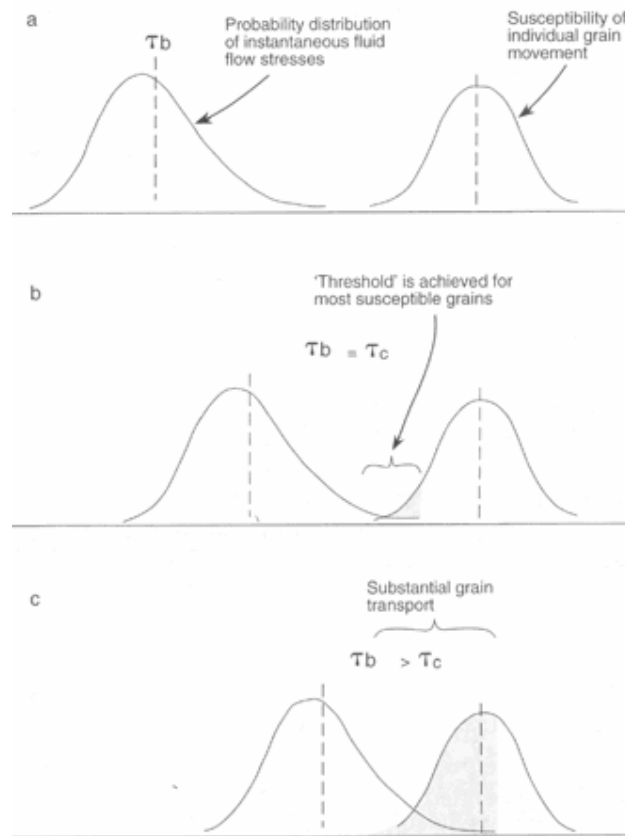 a
τb
Probability distribution
of instantaneous fluid
flow stresses
Susceptibility of
individual grain
movement
b
'Threshold' is achieved for
most susceptible grains
τb = τc
c
Substantial grain
transport
τb > τc